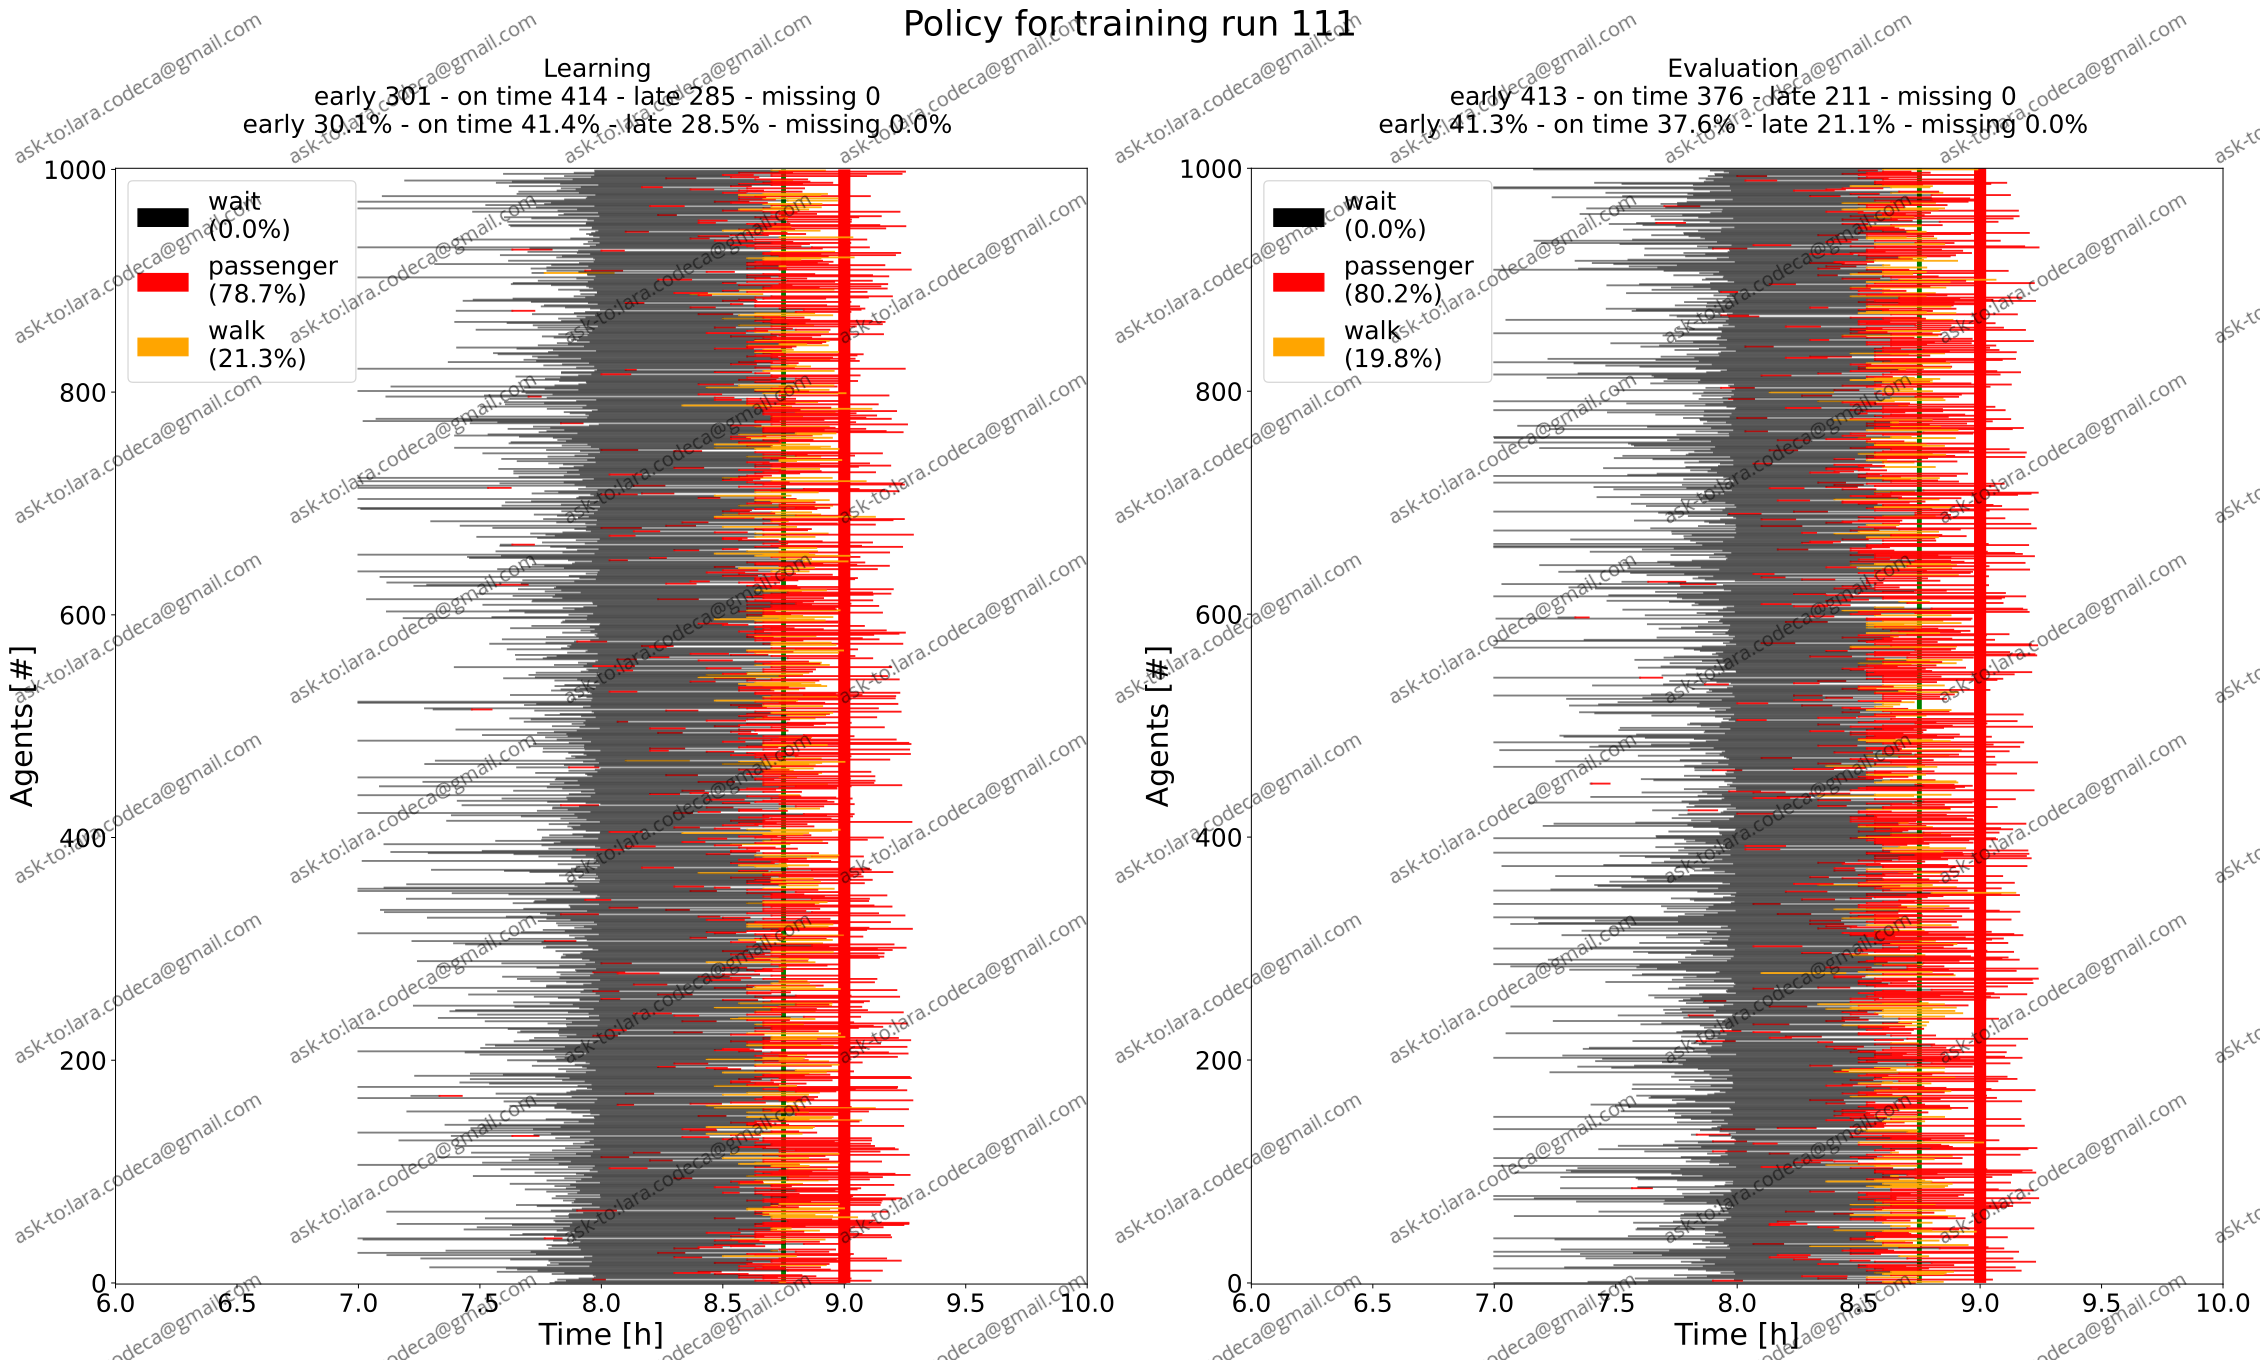 Policy for training run 111
Learning
early 301 - on time 414 - late 285 - missing 0
early 30.1% - on time 41.4% - late 28.5% - missing 0.0%
wait
(0.0%)
passenger
(78.7%)
walk
(21.3%)
1000
800
600
400
200
0
Agents [#]
6.0 6.5 7.0 7.5 8.0 8.5 9.0 9.5 10.0
Time [h]
Evaluation
early 413 - on time 376 - late 211 - missing 0
early 41.3% - on time 37.6% - late 21.1% - missing 0.0%
wait
(0.0%)
passenger
(80.2%)
walk
(19.8%)
1000
800
600
400
200
0
Agents [#]
6.0 6.5 7.0 7.5 8.0 8.5 9.0 9.5 10.0
Time [h]
ask-to:lara.codeca@gmail.com